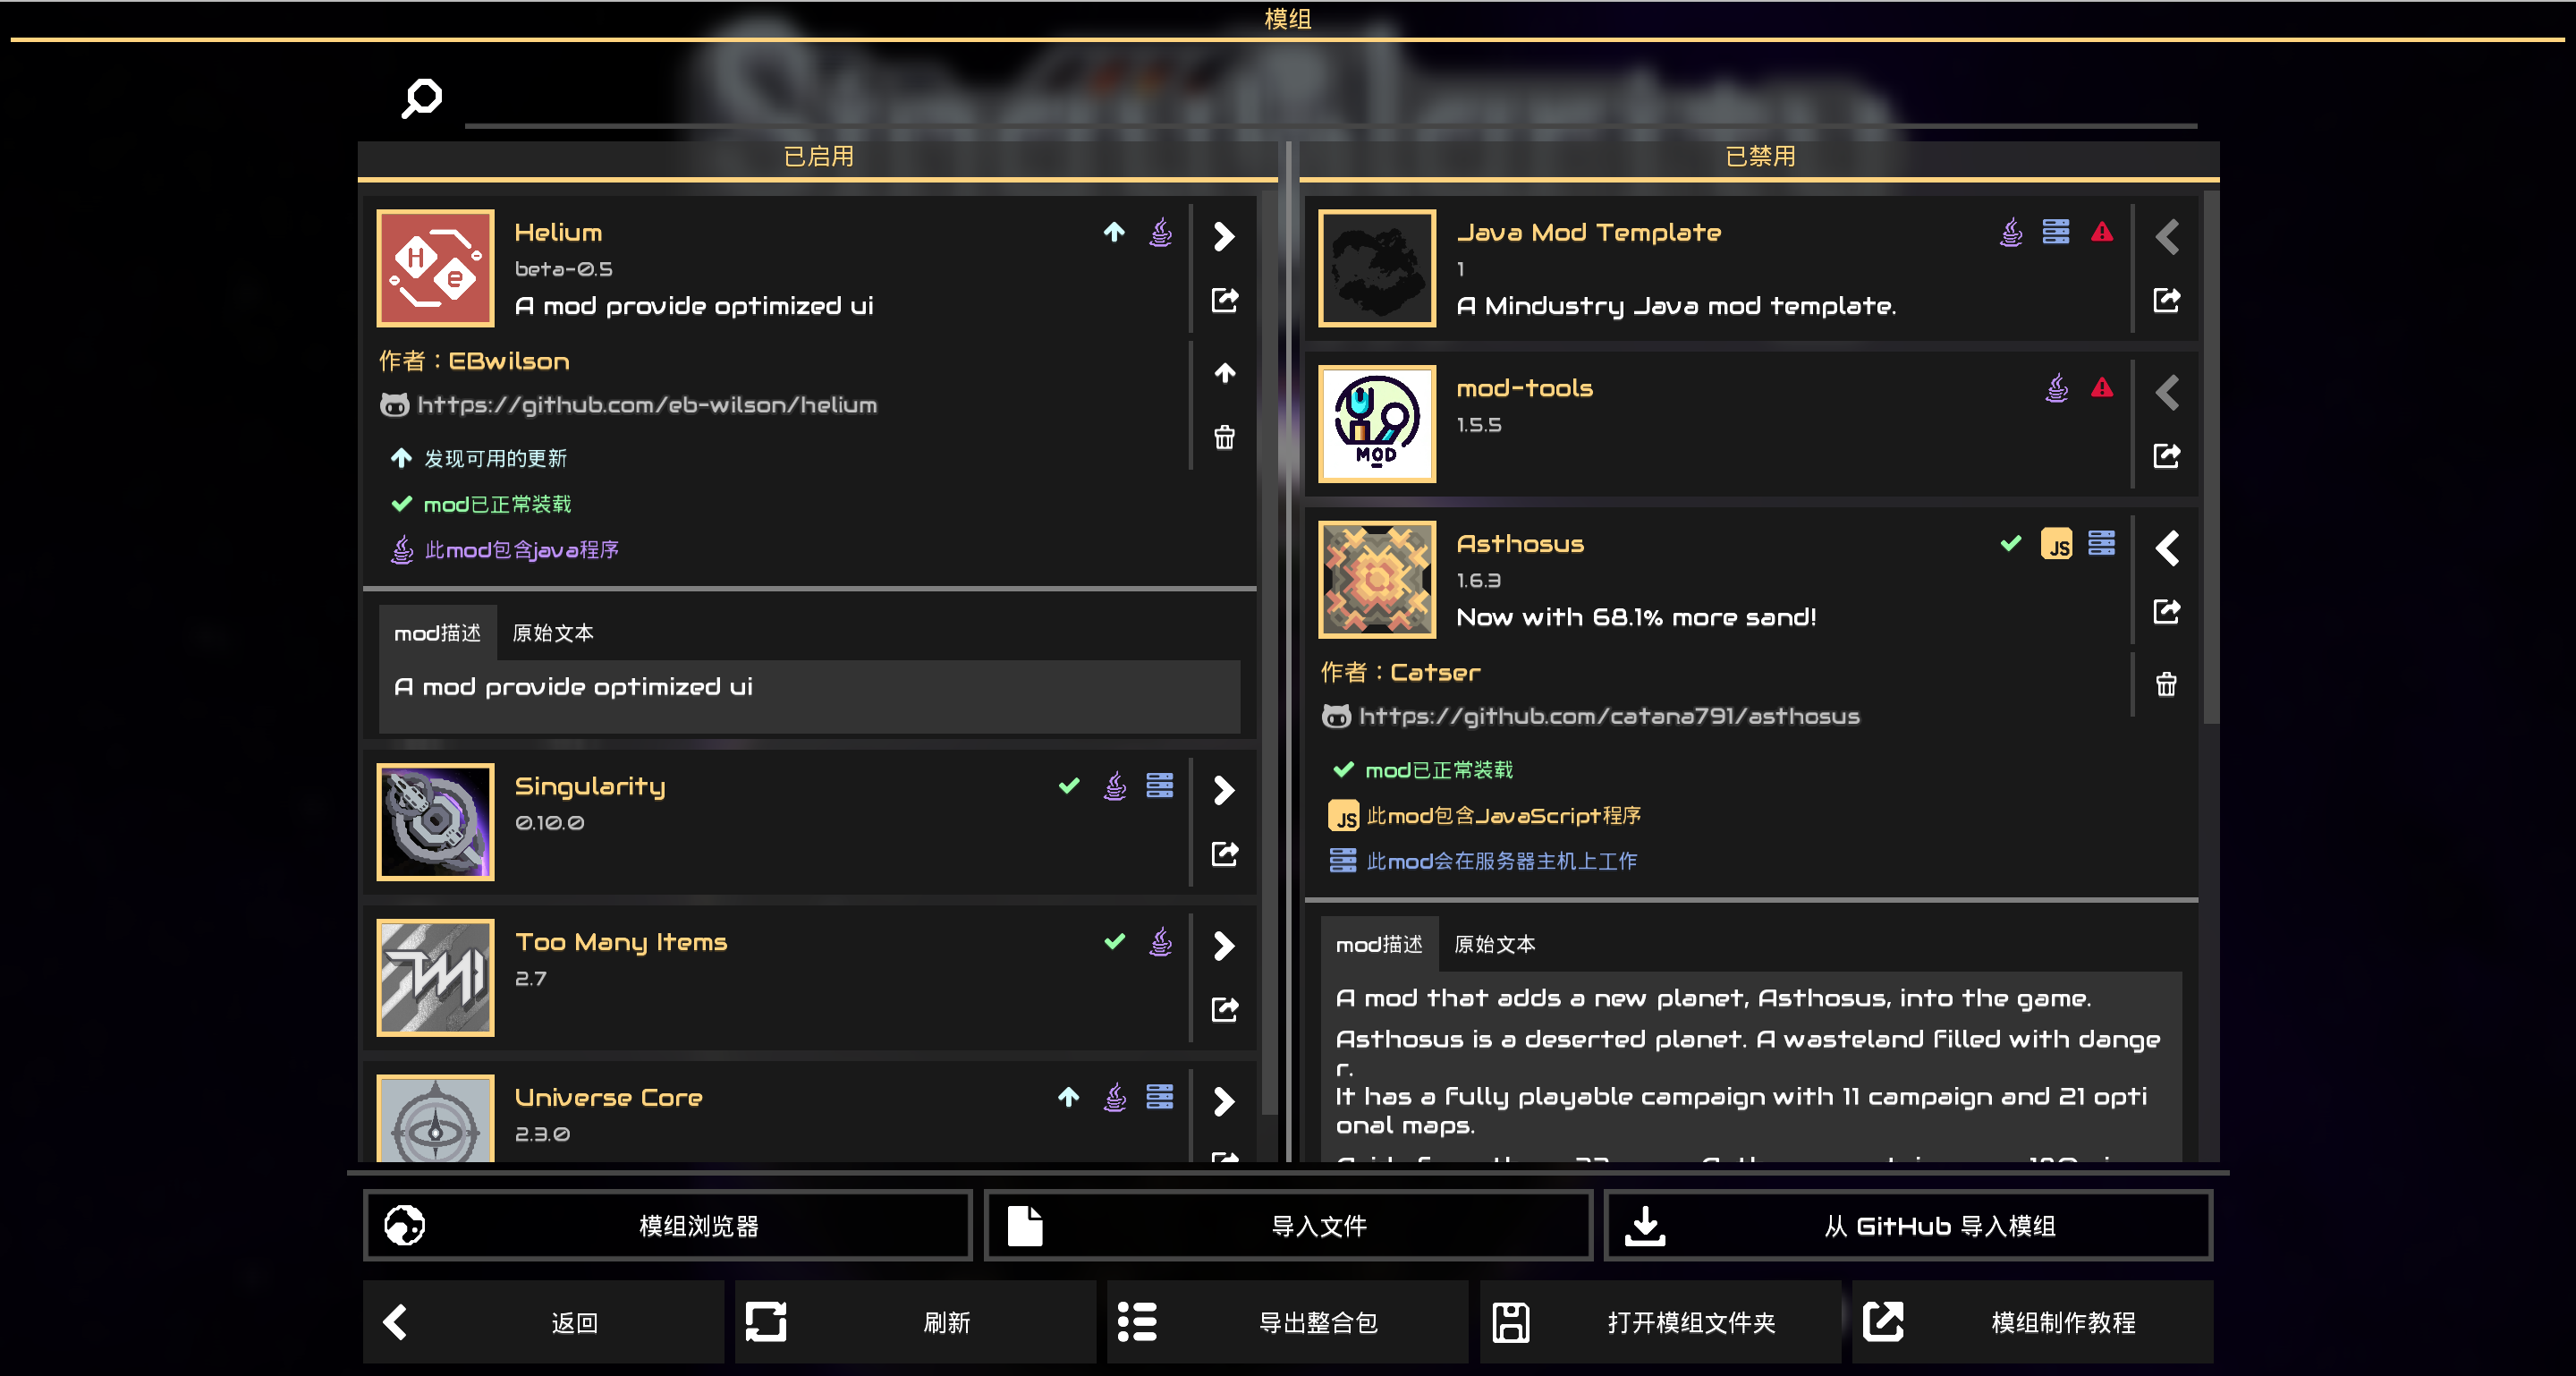 模组
已启用
Helium
beta-0.5
A mod provide optimized ui
作者：EBwilson
https://github.com/eb-wilson/helium
发现可用的更新
mod已正常装载
此mod包含java程序
mod描述 原始文本
A mod provide optimized ui
Singularity
0.10.0
Too Many Items
2.7
Universe Core
2.3.0
已禁用
Java Mod Template
1
A Mindustry Java mod template.
MOD
mod-tools
1.5.5
JS
Asthosus
1.6.3
Now with 68.1% more sand!
作者：Catser
https://github.com/catana791/asthosus
mod已正常装载
JS 此mod包含JavaScript程序
此mod会在服务器主机上工作
mod描述 原始文本
A mod that adds a new planet, Asthosus, into the game.
Asthosus is a deserted planet. A wasteland filled with dange
r.
It has a fully playable campaign with 11 campaign and 21 opti
onal maps.
模组浏览器
导入文件
从 GitHub 导入模组
返回
刷新
导出整合包
打开模组文件夹
模组制作教程